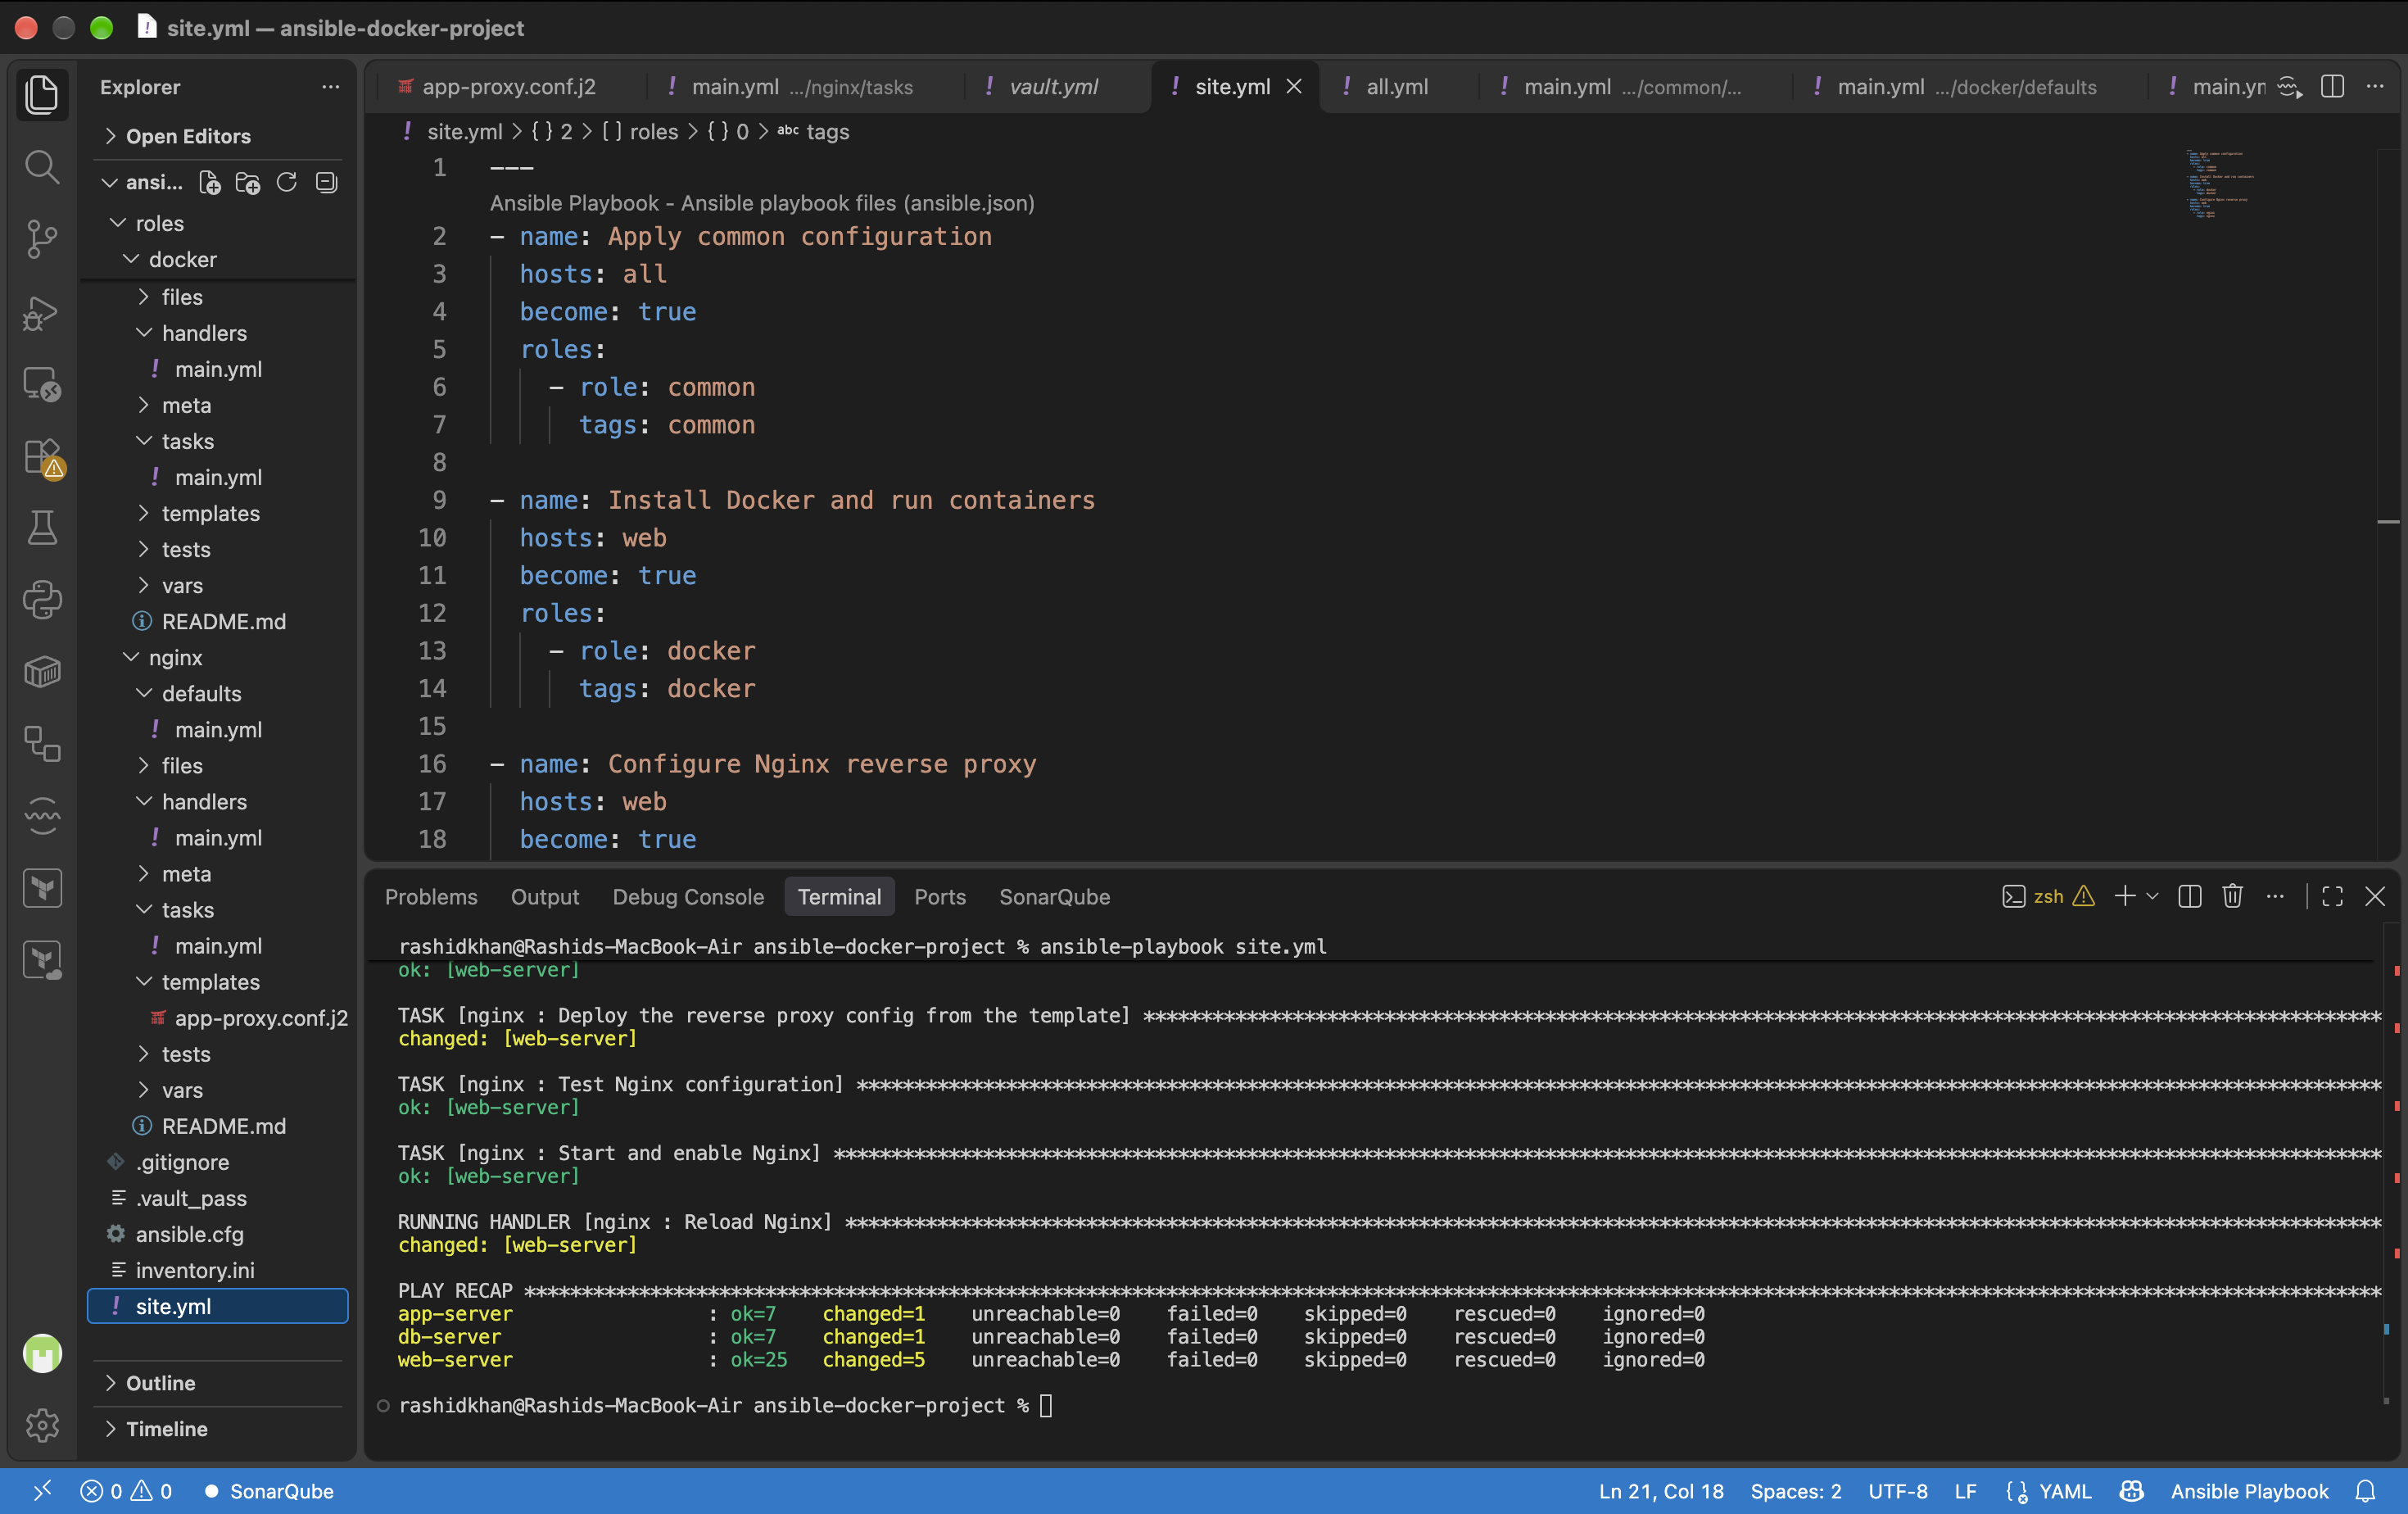 site.yml — ansible-docker-project
Explorer
Open Editors
ansi...
roles
docker
files
handlers
main.yml
meta
tasks
main.yml
templates
tests
vars
README.md
nginx
defaults
main.yml
files
handlers
main.yml
meta
tasks
main.yml
templates
app-proxy.conf.j2
tests
vars
README.md
.gitignore
.vault_pass
ansible.cfg
inventory.ini
site.yml
Outline
Timeline
app-proxy.conf.j2
main.yml .../nginx/tasks
vault.yml
site.yml
all.yml
main.yml .../common/...
main.yml .../docker/defaults
main.yr
site.yml > {} 2 > [] roles > {} 0 > abc tags
1 ---
Ansible Playbook - Ansible playbook files (ansible.json)
2 - name: Apply common configuration
3 hosts: all
4 become: true
5 roles:
6 - role: common
7 tags: common
8
9 - name: Install Docker and run containers
10 hosts: web
11 become: true
12 roles:
13 - role: docker
14 tags: docker
15
16 - name: Configure Nginx reverse proxy
17 hosts: web
18 become: true
Problems Output Debug Console Terminal Ports SonarQube
zsh
rashidkhan@Rashids-MacBook-Air ansible-docker-project % ansible-playbook site.yml
ok: [web-server]
TASK [nginx : Deploy the reverse proxy config from the template] ************************************************************************************************************
changed: [web-server]
TASK [nginx : Test Nginx configuration] *************************************************************************************************************************************
ok: [web-server]
TASK [nginx : Start and enable Nginx] ***************************************************************************************************************************************
ok: [web-server]
RUNNING HANDLER [nginx : Reload Nginx] **************************************************************************************************************************************
changed: [web-server]
PLAY RECAP ******************************************************************************************************************************************************************
app-server : ok=7 changed=1 unreachable=0 failed=0 skipped=0 rescued=0 ignored=0
db-server : ok=7 changed=1 unreachable=0 failed=0 skipped=0 rescued=0 ignored=0
web-server : ok=25 changed=5 unreachable=0 failed=0 skipped=0 rescued=0 ignored=0
rashidkhan@Rashids-MacBook-Air ansible-docker-project %
0 0 SonarQube
Ln 21, Col 18 Spaces: 2 UTF-8 LF YAML Ansible Playbook